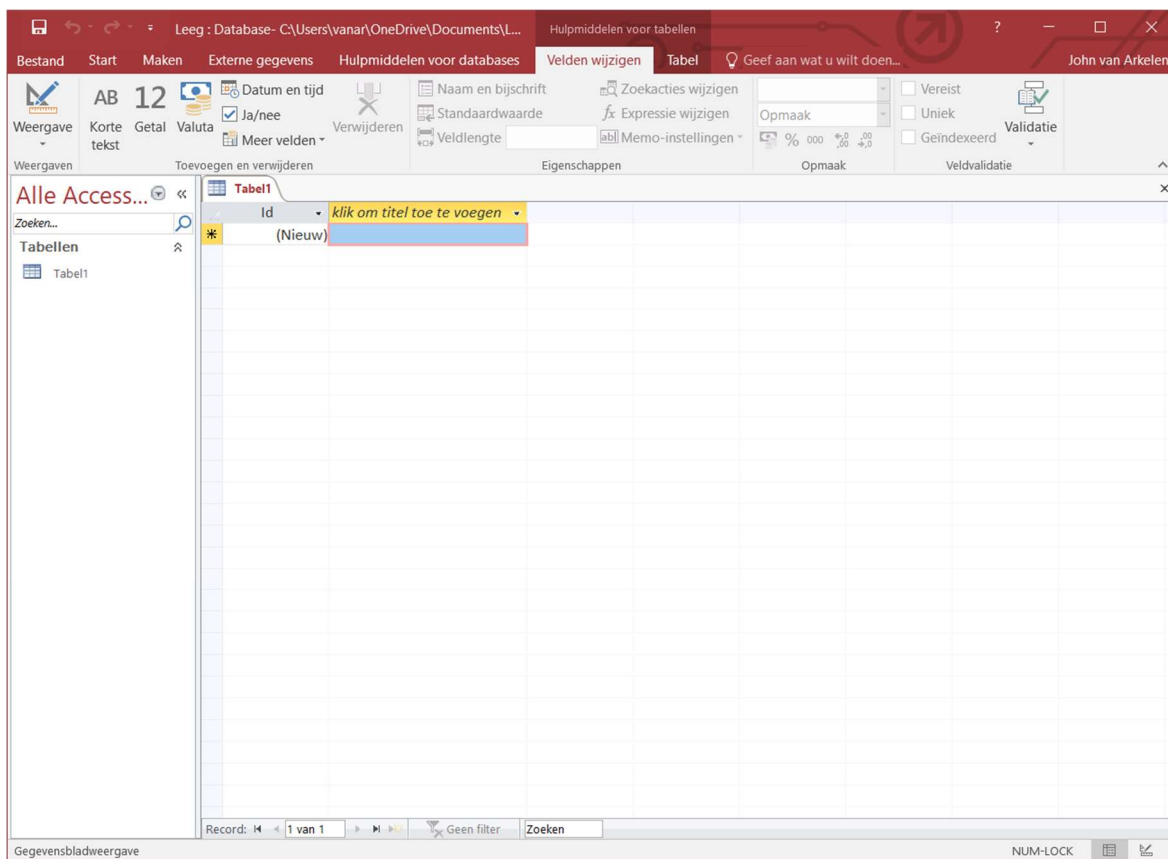 Leeg : Database- C:\Users\vanar\OneDrive\Documents\L... Hulpmiddelen voor tabellen ?
Bestand Start Maken Externe gegevens Hulpmiddelen voor databases Velden wijzigen Tabel Geef aan wat u wilt doen... John van Arkelen
Weergave
AB Korte tekst
12 Getal
Valuta
Datum en tijd
Ja/nee
Meer velden
Verwijderen
Naam en bijschrift
Standaardwaarde
Veldlengte
Zoekacties wijzigen
fx Expressie wijzigen
ab Memo-instellingen
Opmaak
% 000 ,00 ,0
Vereist
Uniek
Geïndexeerd
Validatie
Weergaven Toevoegen en verwijderen Eigenschappen Opmaak Veldvalidatie
Alle Access... «
Zoeken...
Tabellen
Tabel1
Tabel1
Id klik om titel toe te voegen
(Nieuw)
Record: 1 van 1 Geen filter Zoeken
Gegevensbladweergave NUM-LOCK